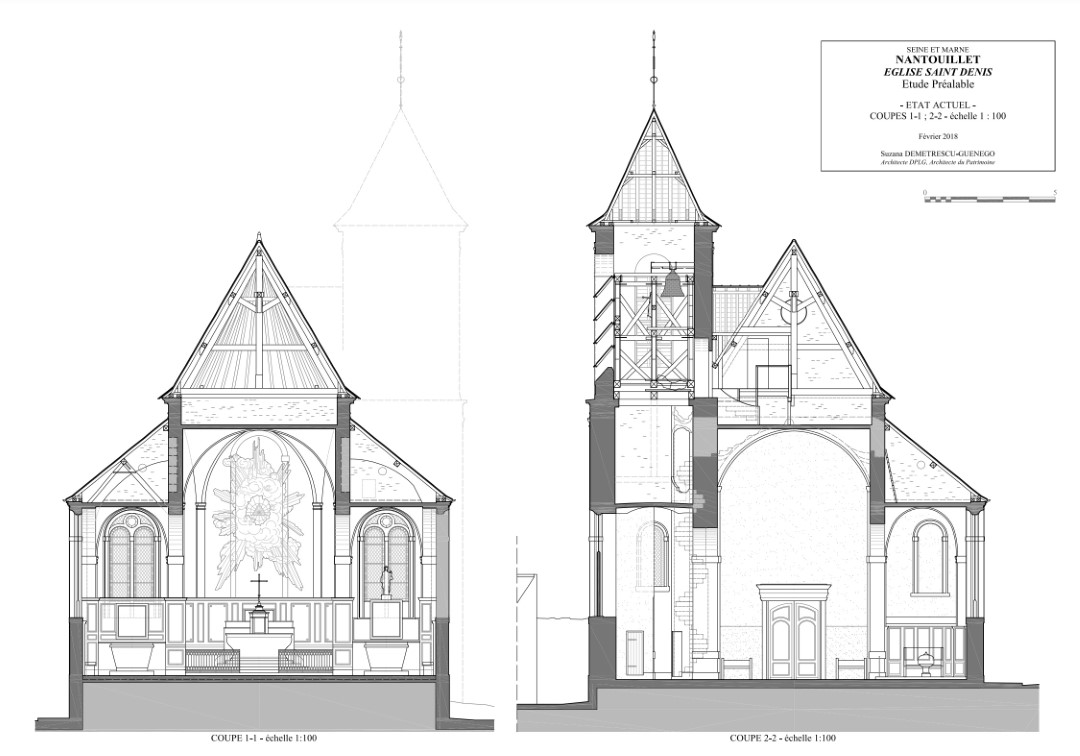 SEINE ET MARNE
NANTOUILLET
EGLISE SAINT DENIS
Etude Préalable
- ETAT ACTUEL -
COUPES 1-1 ; 2-2 - échelle 1 : 100
Février 2018
Suzana DEMETRESCU-GUENEGO
Architecte DPLG, Architecte du Patrimoine
0 5
COUPE 1-1 - échelle 1:100
COUPE 2-2 - échelle 1:100